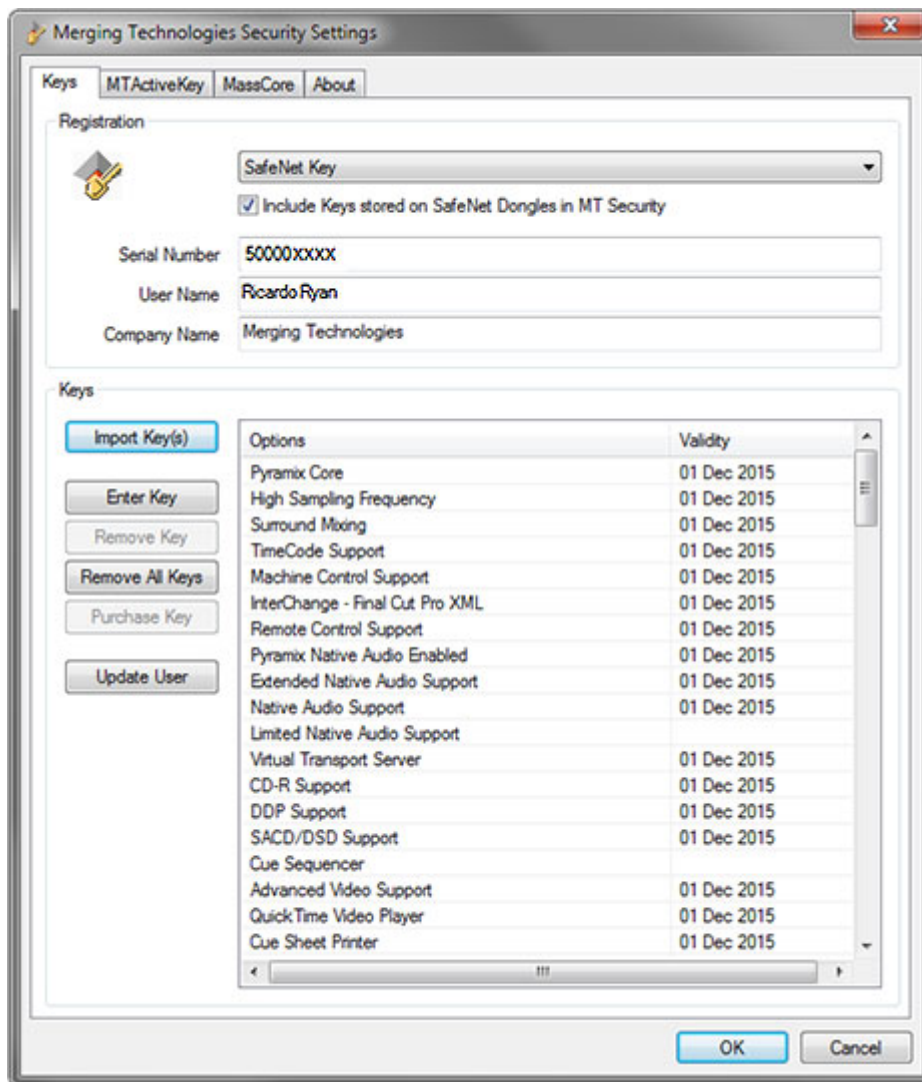 Merging Technologies Security Settings
Keys MTActiveKey MassCore About
Registration
SafeNet Key
Include Keys stored on SafeNet Dongles in MT Security
Serial Number 50000XXXX
User Name Ricardo Ryan
Company Name Merging Technologies
Keys
Import Key(s)
Enter Key
Remove Key
Remove All Keys
Purchase Key
Update User
Options Validity
Pyramix Core 01 Dec 2015
High Sampling Frequency 01 Dec 2015
Surround Mixing 01 Dec 2015
TimeCode Support 01 Dec 2015
Machine Control Support 01 Dec 2015
InterChange - Final Cut Pro XML 01 Dec 2015
Remote Control Support 01 Dec 2015
Pyramix Native Audio Enabled 01 Dec 2015
Extended Native Audio Support 01 Dec 2015
Native Audio Support 01 Dec 2015
Limited Native Audio Support
Virtual Transport Server 01 Dec 2015
CD-R Support 01 Dec 2015
DDP Support 01 Dec 2015
SACD/DSD Support 01 Dec 2015
Cue Sequencer
Advanced Video Support 01 Dec 2015
QuickTime Video Player 01 Dec 2015
Cue Sheet Printer 01 Dec 2015
OK Cancel